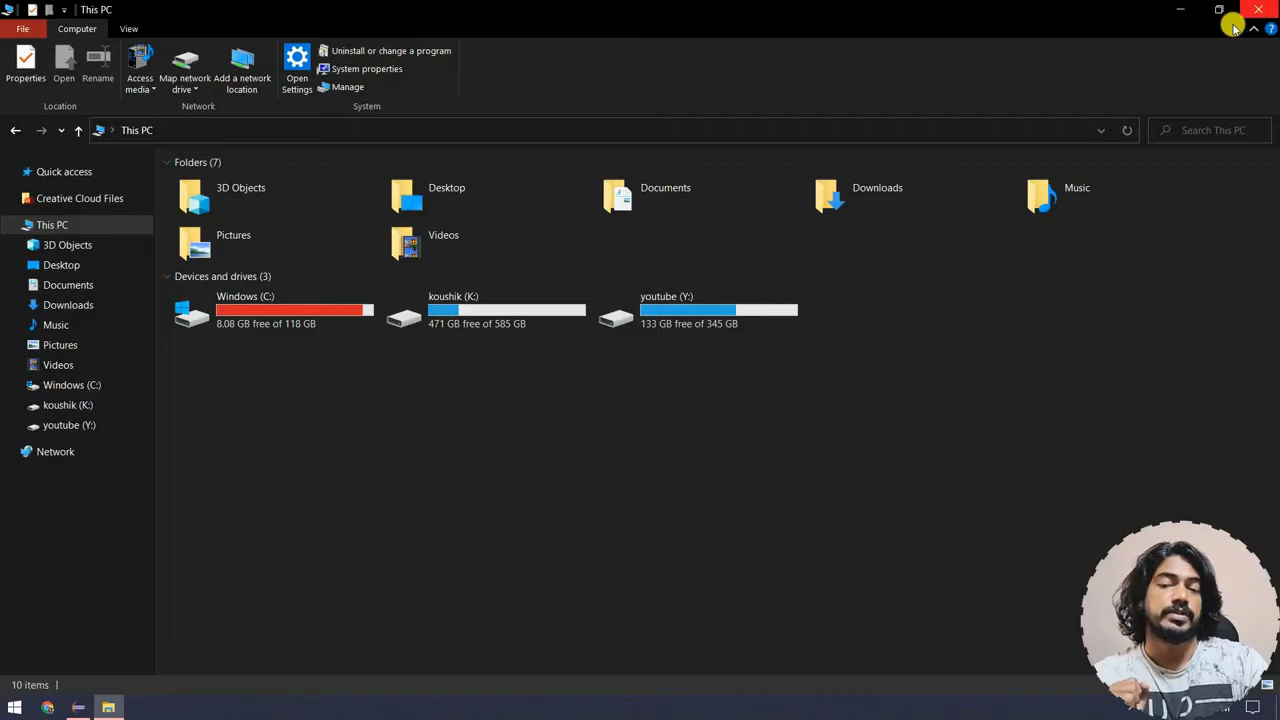 This PC
File
Computer
View
Properties
Open
Rename
Access media
Map network drive
Add a network location
Open Settings
Uninstall or change a program
System properties
Manage
Location
Network
System
This PC
Search This PC
Quick access
Creative Cloud Files
This PC
3D Objects
Desktop
Documents
Downloads
Music
Pictures
Videos
Windows (C:)
koushik (K:)
youtube (Y:)
Network
Folders (7)
3D Objects
Desktop
Documents
Downloads
Music
Pictures
Videos
Devices and drives (3)
Windows (C:)
8.08 GB free of 118 GB
koushik (K:)
471 GB free of 585 GB
youtube (Y:)
133 GB free of 345 GB
10 items